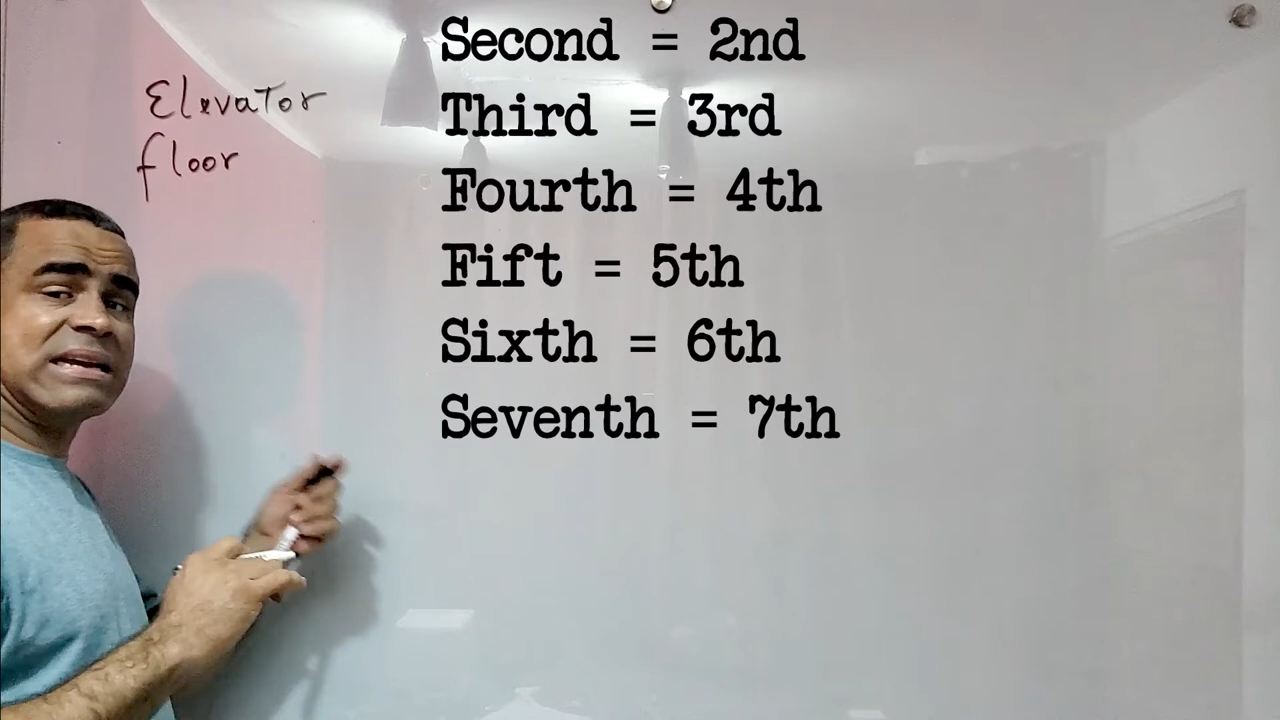 Elevator
floor
Second = 2nd
Third = 3rd
Fourth = 4th
Fift = 5th
Sixth = 6th
Seventh = 7th